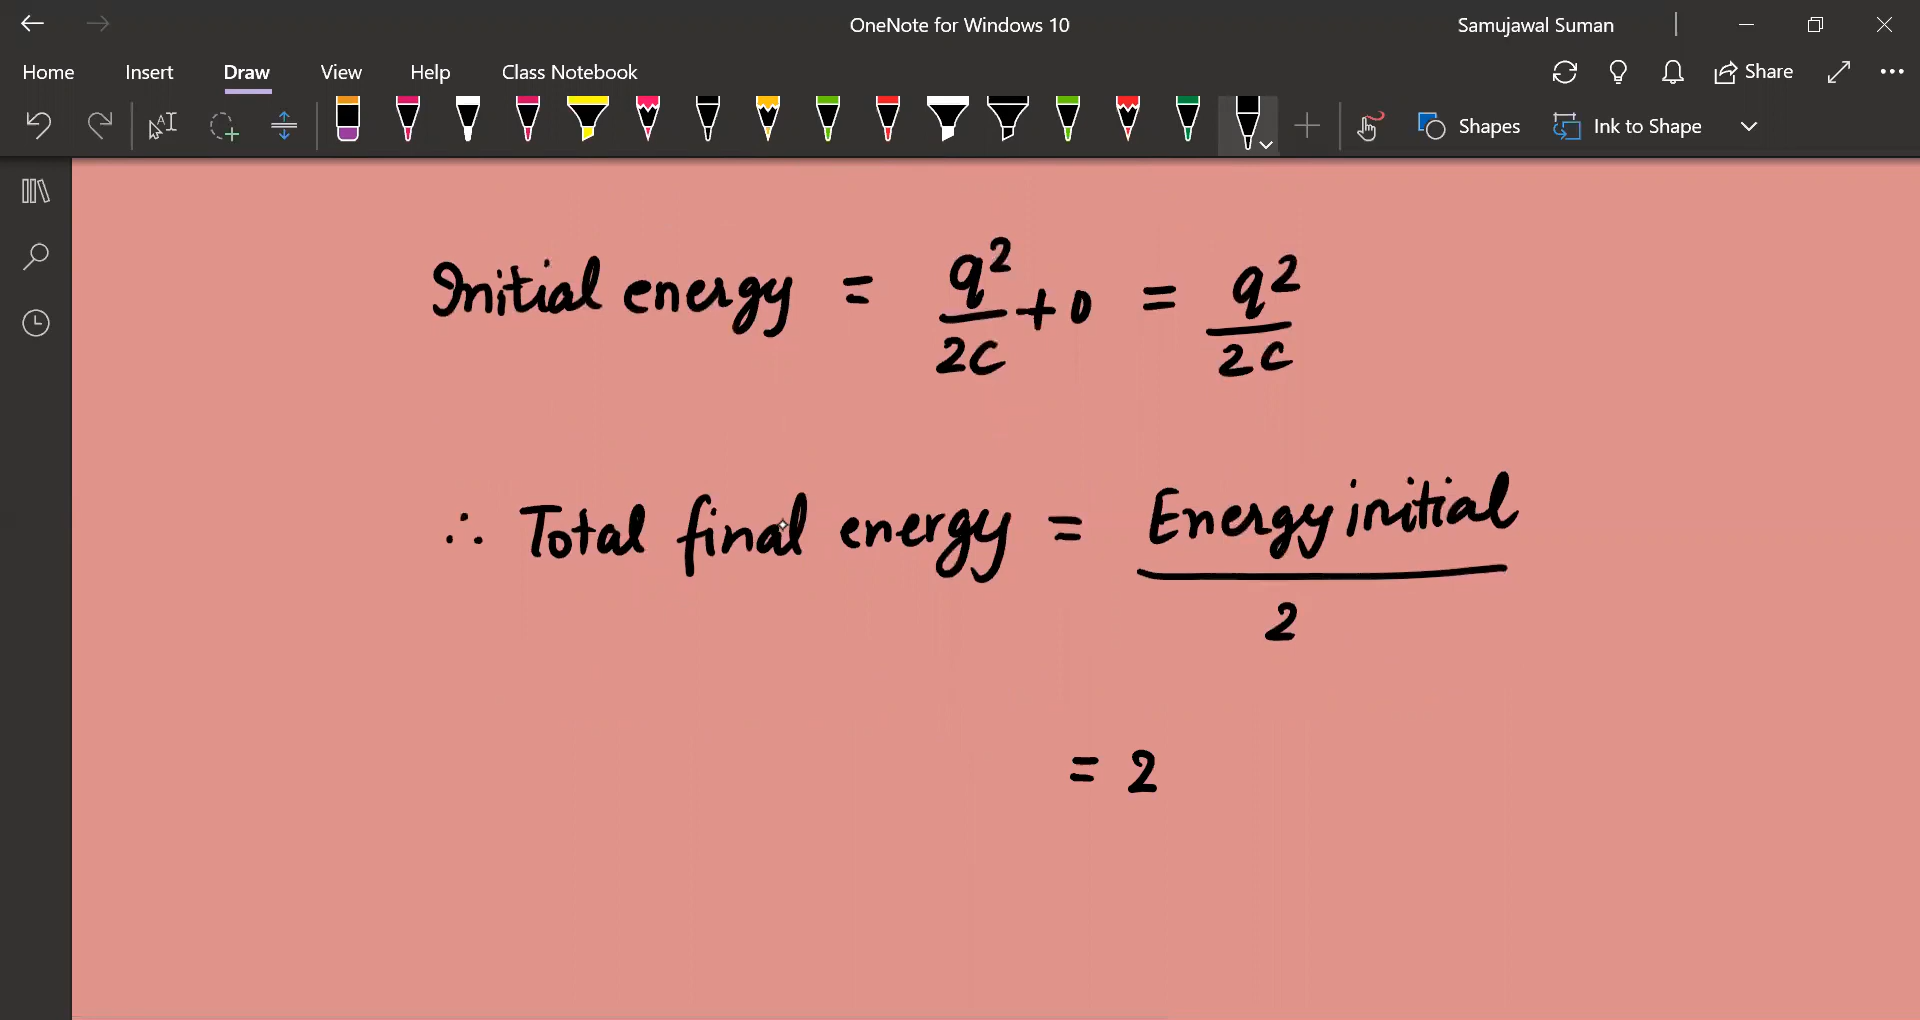 OneNote for Windows 10
Samujawal Suman
Home Insert Draw View Help Class Notebook
Share
Shapes Ink to Shape
Initial energy = q²/2C + 0 = q²/2C
∴ Total final energy = Energy initial / 2
= 2